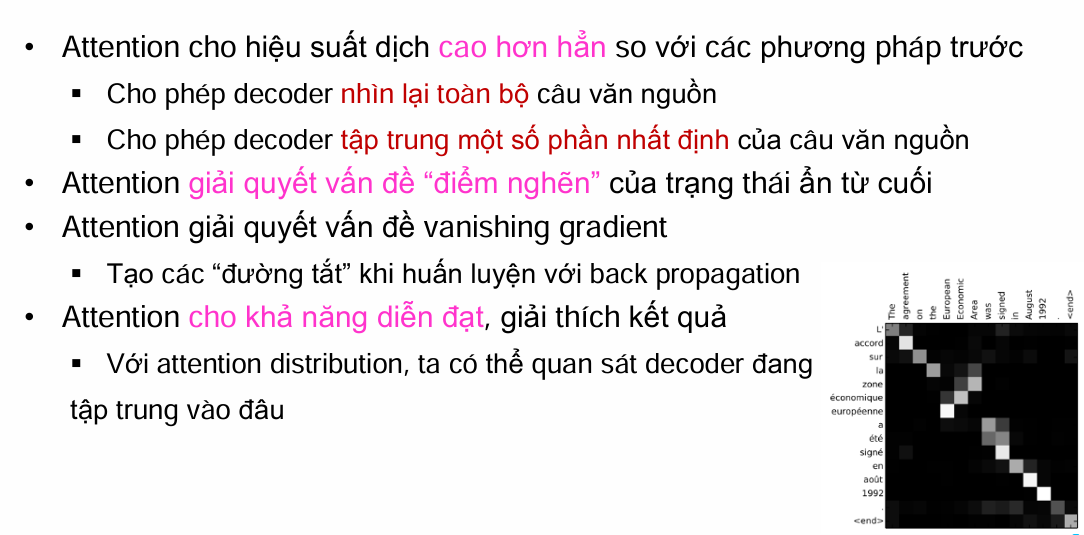 • Attention cho hiệu suất dịch cao hơn hẳn so với các phương pháp trước
▪ Cho phép decoder nhìn lại toàn bộ câu văn nguồn
▪ Cho phép decoder tập trung một số phần nhất định của câu văn nguồn
• Attention giải quyết vấn đề “điểm nghẽn” của trạng thái ẩn từ cuối
• Attention giải quyết vấn đề vanishing gradient
▪ Tạo các “đường tắt” khi huấn luyện với back propagation
• Attention cho khả năng diễn đạt, giải thích kết quả
▪ Với attention distribution, ta có thể quan sát decoder đang
tập trung vào đâu
The agreement on the European Economic Area was signed in August 1992 . <end>
L'
accord
sur
la
zone
économique
européenne
a
été
signé
en
août
1992
.
<end>